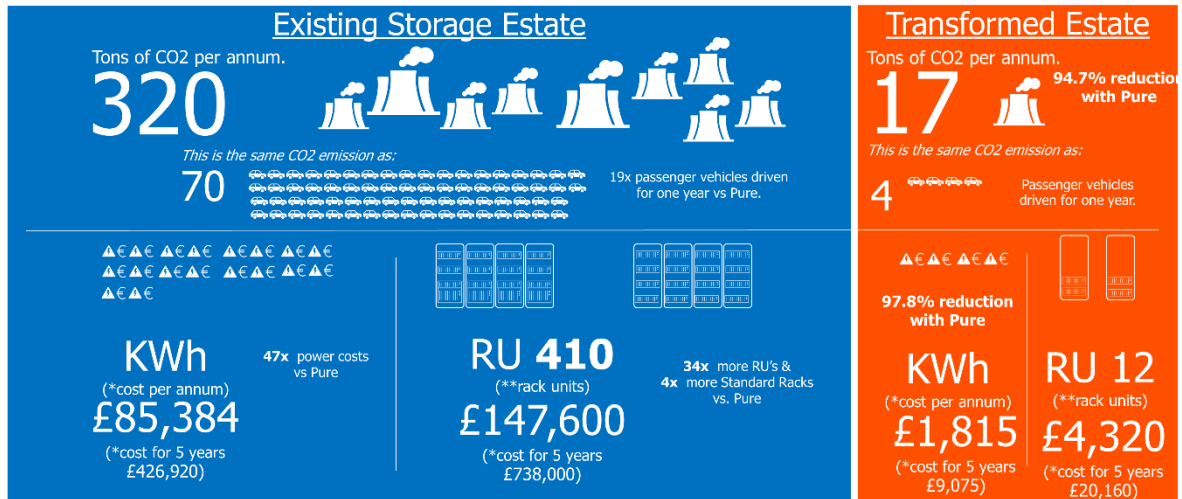 Existing Storage Estate
Tons of CO2 per annum.
320
This is the same CO2 emission as:
70
19x passenger vehicles driven
for one year vs Pure.
KWh
(*cost per annum)
£85,384
(*cost for 5 years
£426,920)
47x power costs
vs Pure
RU 410
(**rack units)
£147,600
(*cost for 5 years
£738,000)
34x more RU's &
4x more Standard Racks
vs. Pure
Transformed Estate
Tons of CO2 per annum.
17
94.7% reduction
with Pure
This is the same CO2 emission as:
4
Passenger vehicles
driven for one year.
97.8% reduction
with Pure
KWh
(*cost per annum)
£1,815
(*cost for 5 years
£9,075)
RU 12
(**rack units)
£4,320
(*cost for 5 years
£20,160)